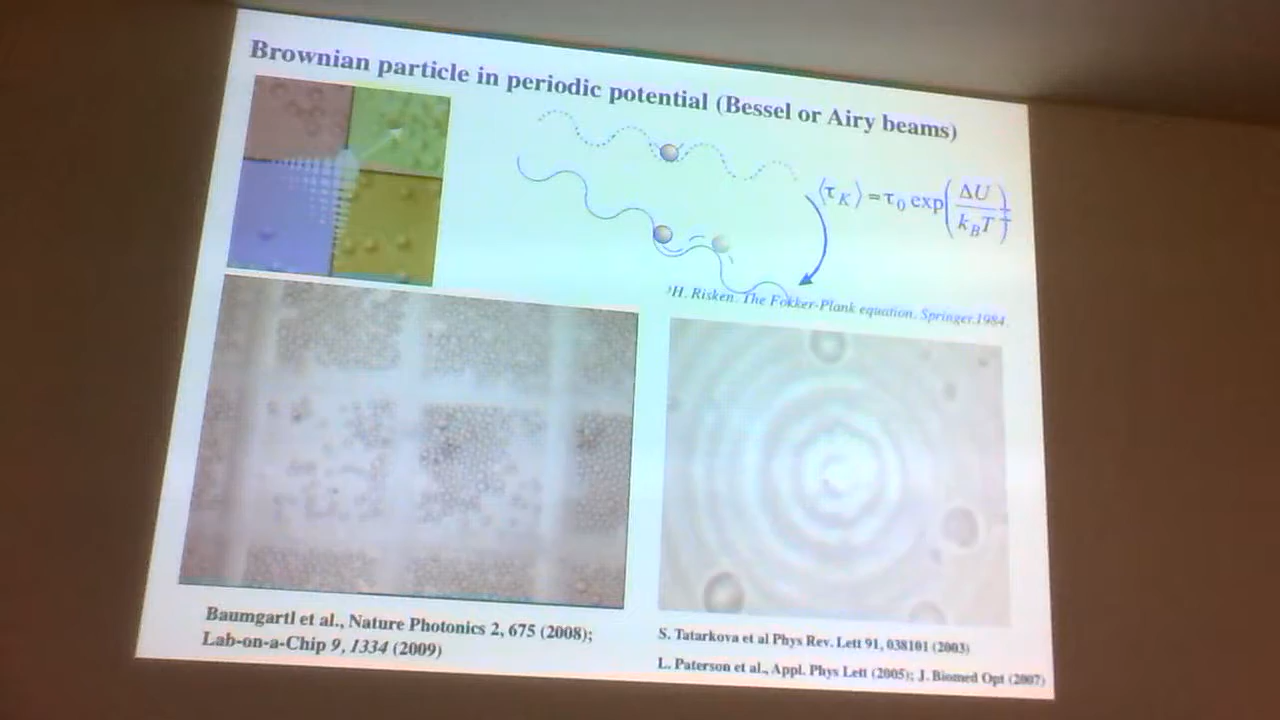 Brownian particle in periodic potential (Bessel or Airy beams)
⟨τ_K⟩ = τ_0 exp(ΔU / k_B T)
³H. Risken. The Fokker-Plank equation. Springer.1984.
Baumgartl et al., Nature Photonics 2, 675 (2008);
Lab-on-a-Chip 9, 1334 (2009)
S. Tatarkova et al Phys Rev. Lett 91, 038101 (2003)
L. Paterson et al., Appl. Phys Lett (2005); J. Biomed Opt (2007)